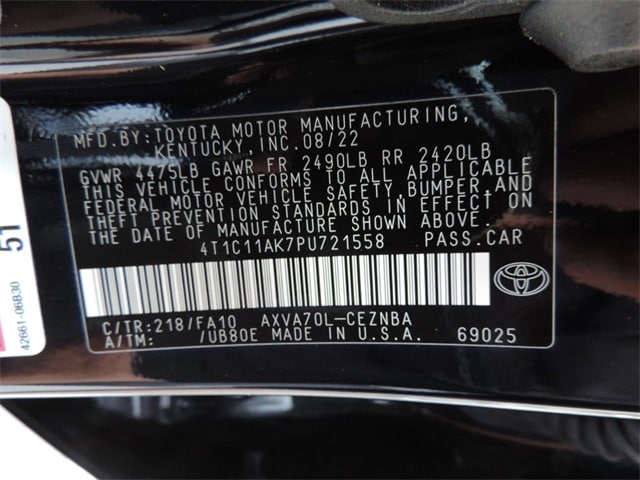 MFD.BY:TOYOTA MOTOR MANUFACTURING,
KENTUCKY, INC.08/22
GVWR 4475LB GAWR FR 2490LB RR 2420LB
THIS VEHICLE CONFORMS TO ALL APPLICABLE
FEDERAL MOTOR VEHICLE SAFETY,BUMPER,AND
THEFT PREVENTION STANDARDS IN EFFECT ON
THE DATE OF MANUFACTURE SHOWN ABOVE.
4T1C11AK7PU721558 PASS.CAR
C/TR:218/FA10 AXVA70L-CEZNBA
A/TM: /UB80E MADE IN U.S.A. 69025
51
42661-06B30